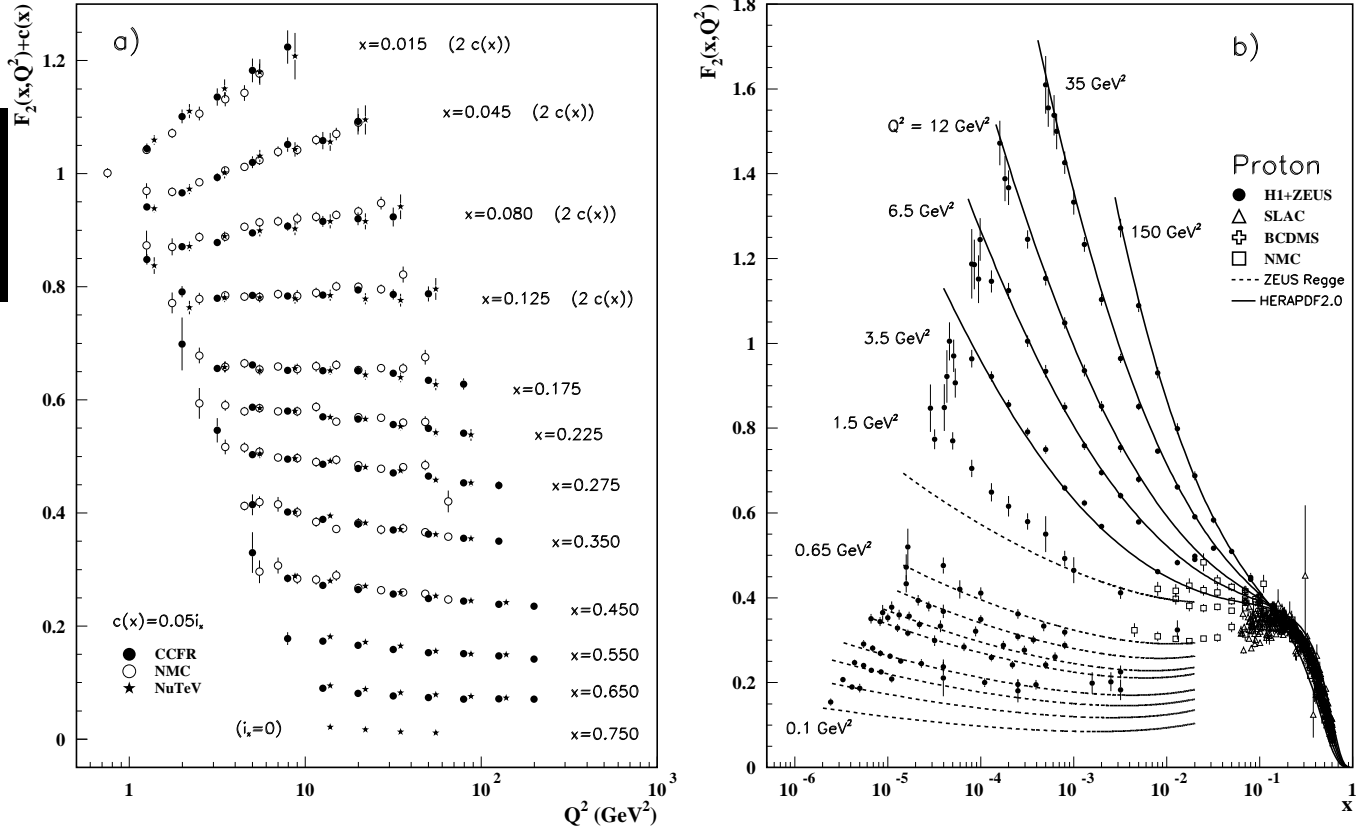 F₂(x,Q²)+c(x)
a)
1.2
1
0.8
0.6
0.4
0.2
0
x=0.015 (2 c(x))
x=0.045 (2 c(x))
x=0.080 (2 c(x))
x=0.125 (2 c(x))
x=0.175
x=0.225
x=0.275
x=0.350
x=0.450
x=0.550
x=0.650
x=0.750
c(x)=0.05iₓ
CCFR
NMC
NuTeV
(iₓ=0)
1 10 10² 10³
Q² (GeV²)
F₂(x,Q²)
b)
1.8
1.6
1.4
1.2
1
0.8
0.6
0.4
0.2
0
35 GeV²
Q² = 12 GeV²
6.5 GeV²
150 GeV²
3.5 GeV²
1.5 GeV²
0.65 GeV²
0.1 GeV²
Proton
H1+ZEUS
SLAC
BCDMS
NMC
ZEUS Regge
HERAPDF2.0
10⁻⁶ 10⁻⁵ 10⁻⁴ 10⁻³ 10⁻² 10⁻¹ 1
x